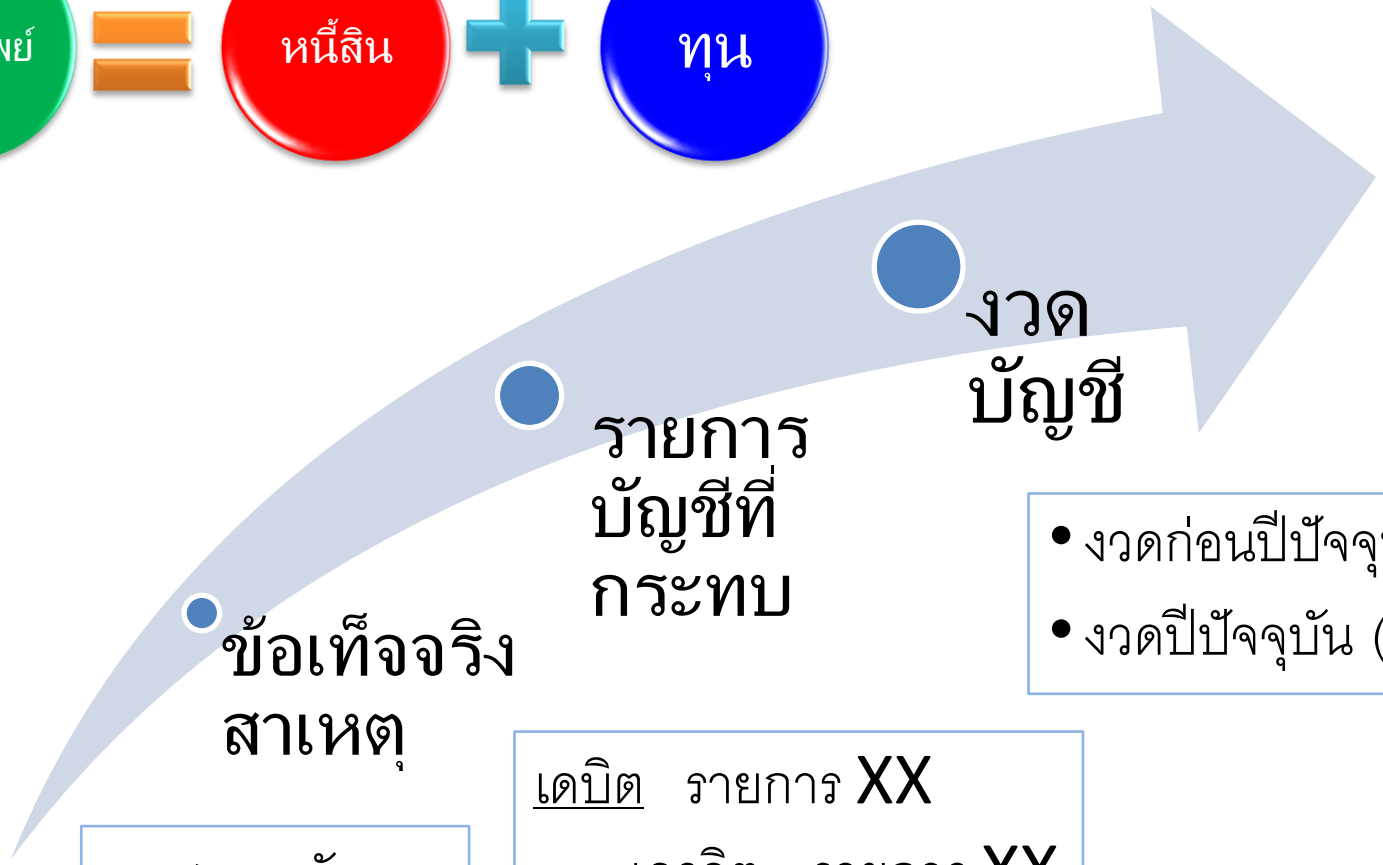 หนี้สิน
ทุน
งวด
บัญชี
รายการ
บัญชีที่
กระทบ
ข้อเท็จจริง
สาเหตุ
• งวดก่อนปี
• งวดปีปัจจุบัน (
เดบิต รายการ XX
XX